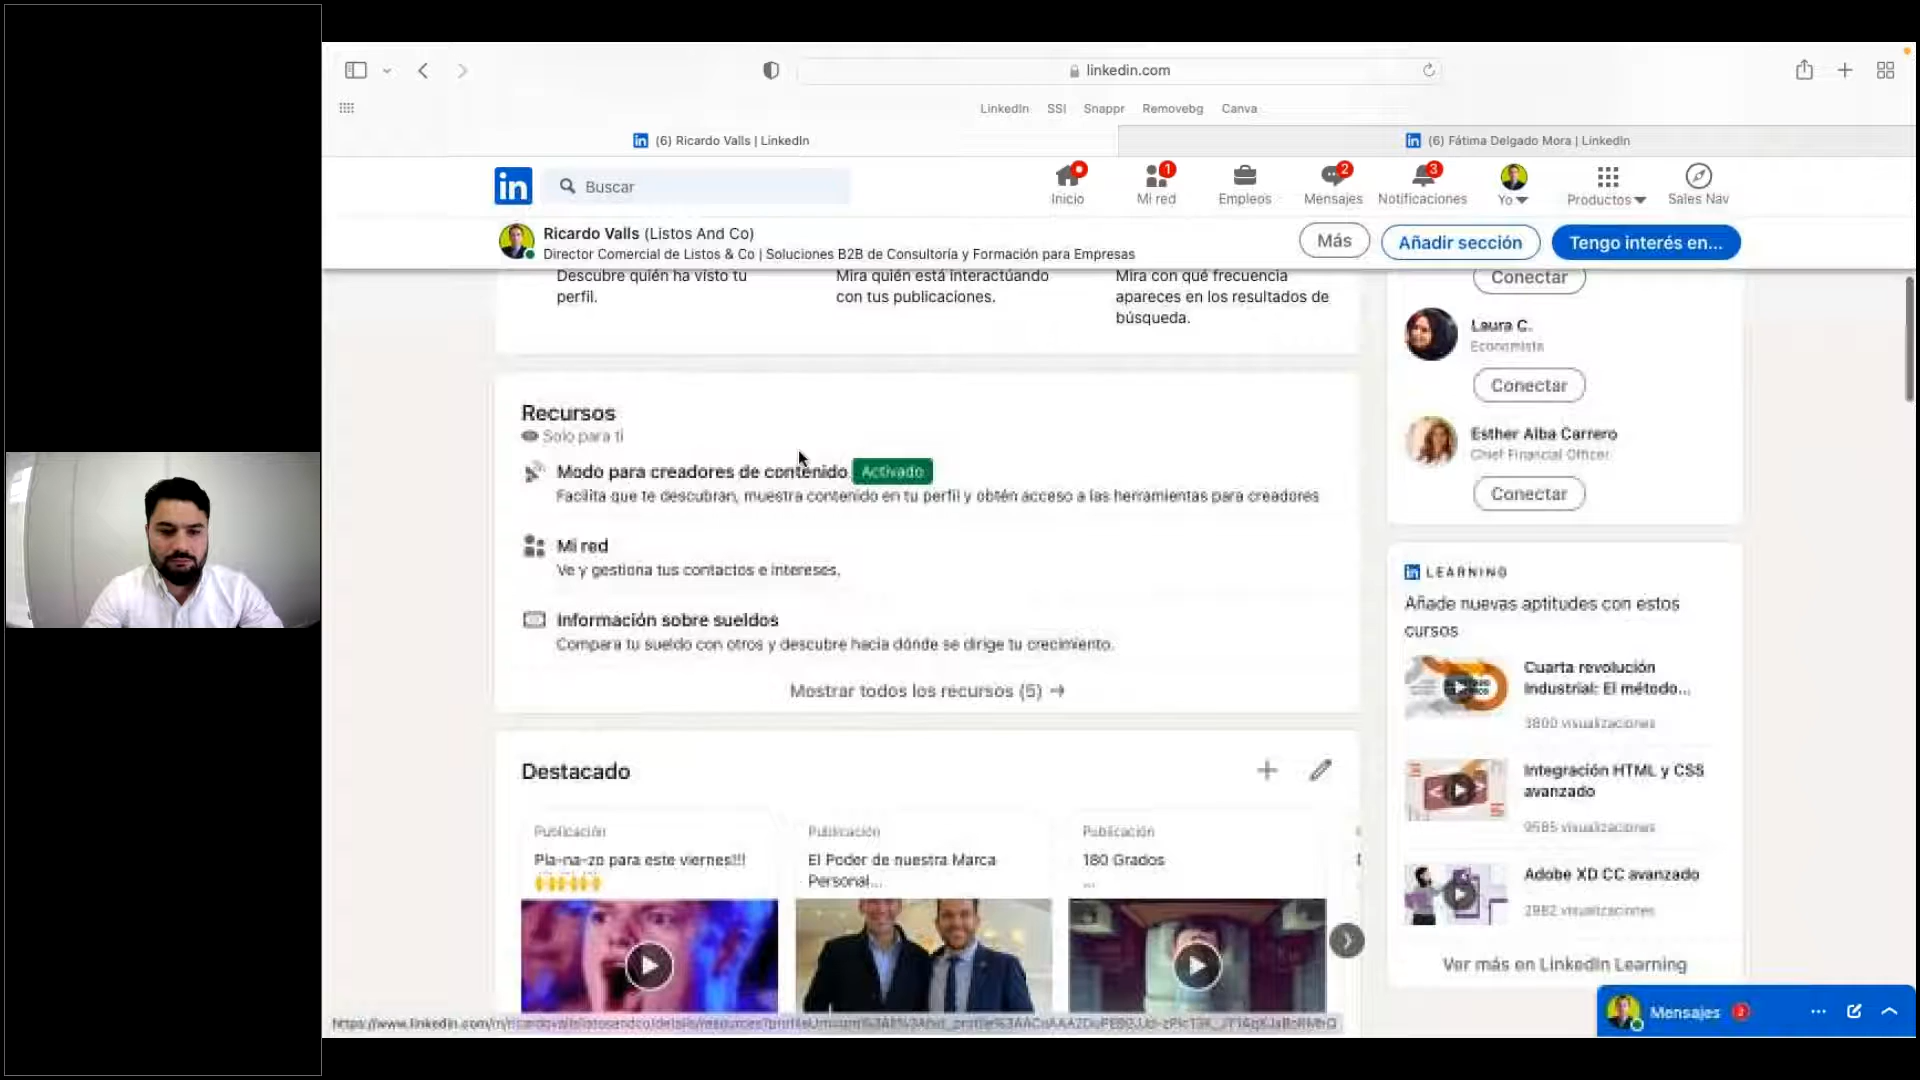 linkedin.com
LinkedIn SSI Snappr Removebg Canva
(6) Ricardo Valls | LinkedIn
(6) Fátima Delgado Mora | LinkedIn
in
Buscar
Inicio
1
Mi red
Empleos
2
Mensajes
3
Notificaciones
Yo
Productos
Sales Nav
Ricardo Valls (Listos And Co)
Director Comercial de Listos & Co | Soluciones B2B de Consultoría y Formación para Empresas
Más
Añadir sección
Tengo interés en...
Descubre quién ha visto tu
perfil.
Mira quién está interactúando
con tus publicaciones.
Mira con qué frecuencia
apareces en los resultados de
búsqueda.
Recursos
Solo para ti
Modo para creadores de contenido Activado
Facilita que te descubran, muestra contenido en tu perfil y obtén acceso a las herramientas para creadores
Mi red
Ve y gestiona tus contactos e intereses.
Información sobre sueldos
Compara tu sueldo con otros y descubre hacia dónde se dirige tu crecimiento.
Mostrar todos los recursos (5) →
Destacado
Publicación
Pla-na-zo para este viernes!!!
Publicación
El Poder de nuestra Marca
Personal...
Publicación
180 Grados
...
Conectar
Laura C.
Economista
Conectar
Esther Alba Carrero
Chief Financial Officer
Conectar
in LEARNING
Añade nuevas aptitudes con estos
cursos
Cuarta revolución
Industrial: El método...
3800 visualizaciones
Integración HTML y CSS
avanzado
9585 visualizaciones
Adobe XD CC avanzado
2982 visualizaciones
Ver más en LinkedIn Learning
Mensajes